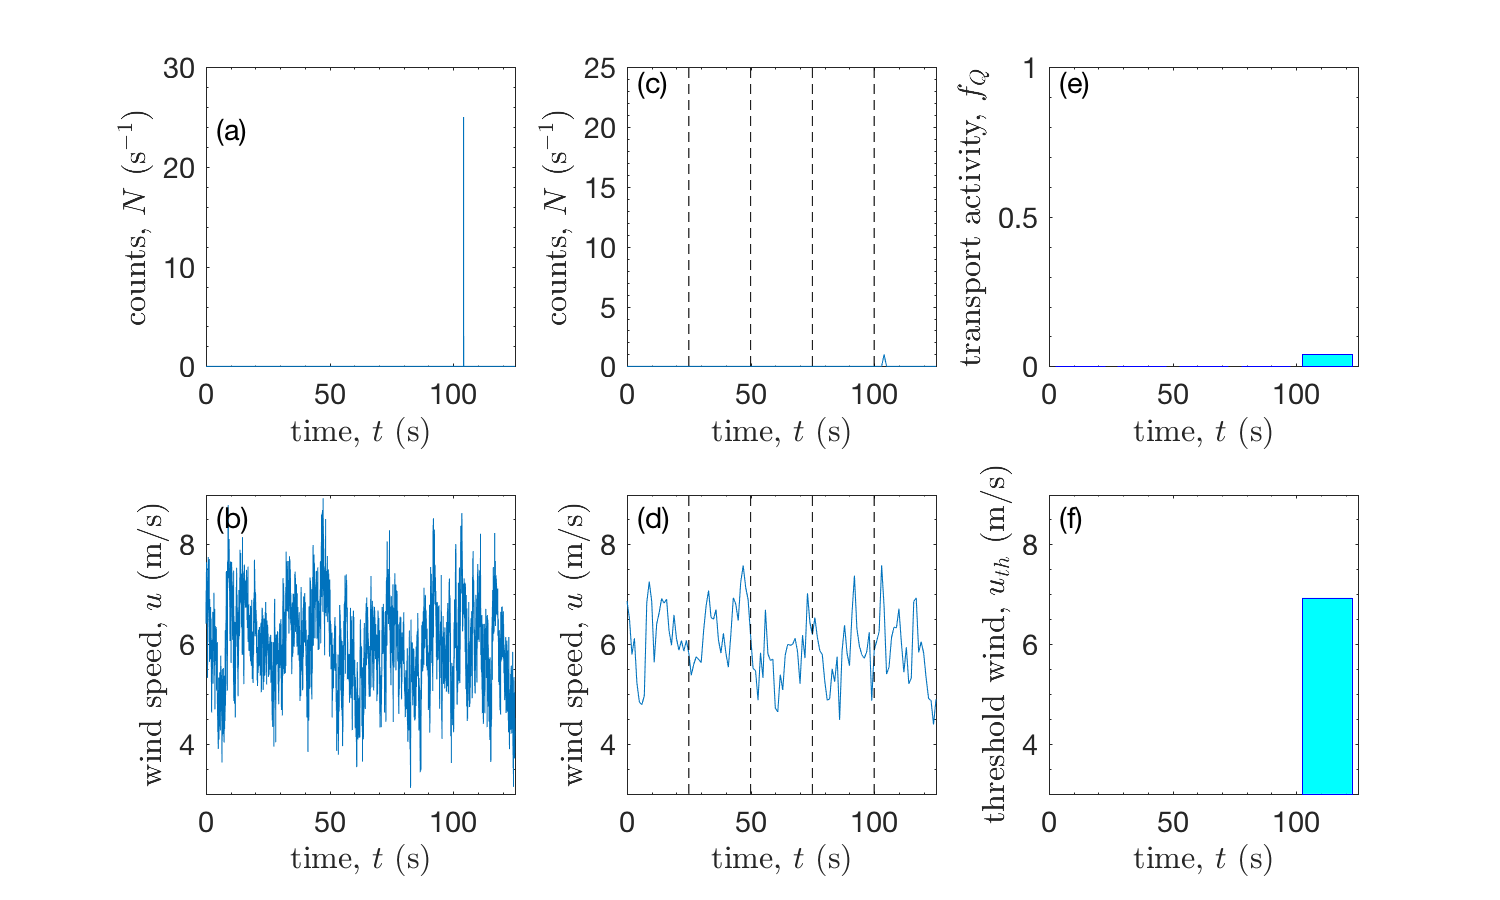 (a)
counts, N (s⁻¹)
30
20
10
0
0 50 100
time, t (s)
(c)
counts, N (s⁻¹)
25
20
15
10
5
0
0 50 100
time, t (s)
(e)
transport activity, f_Q
1
0.5
0
0 50 100
time, t (s)
(b)
wind speed, u (m/s)
8
6
4
0 50 100
time, t (s)
(d)
wind speed, u (m/s)
8
6
4
0 50 100
time, t (s)
(f)
threshold wind, u_th (m/s)
8
6
4
0 50 100
time, t (s)